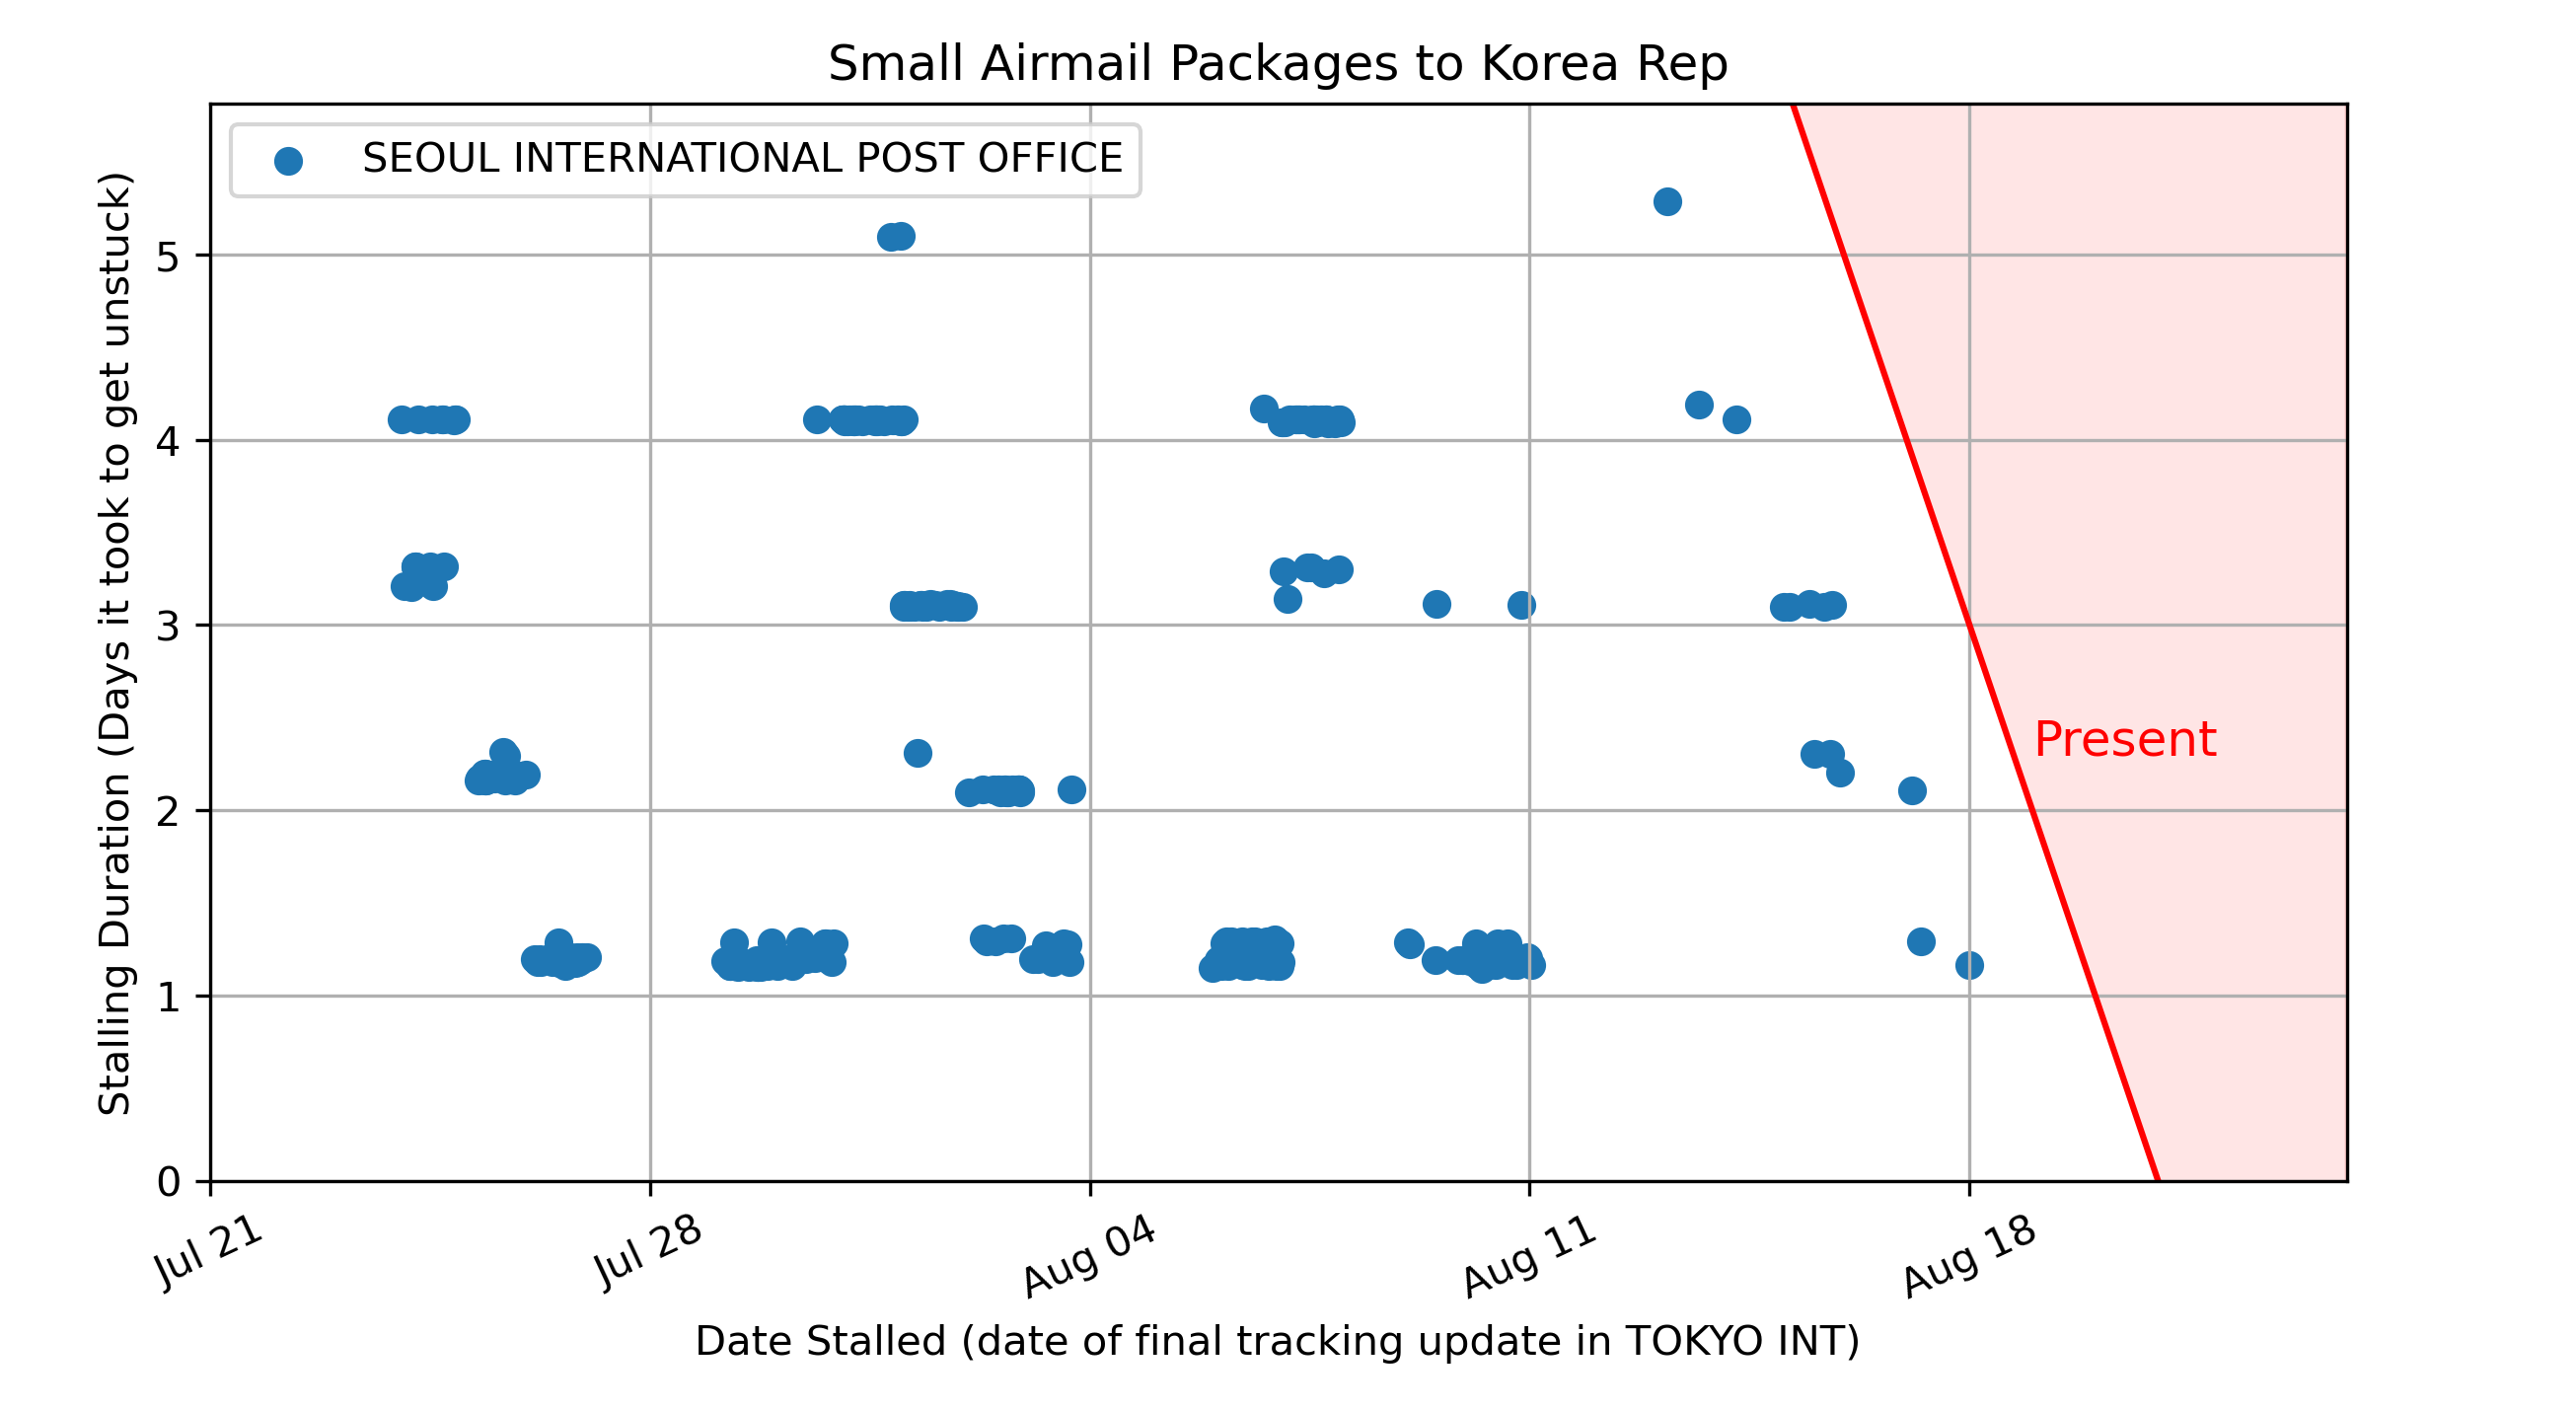 Small Airmail Packages to Korea Rep
SEOUL INTERNATIONAL POST OFFICE
Stalling Duration (Days it took to get unstuck)
5
4
3
2
1
0
Present
Jul 21
Jul 28
Aug 04
Aug 11
Aug 18
Date Stalled (date of final tracking update in TOKYO INT)